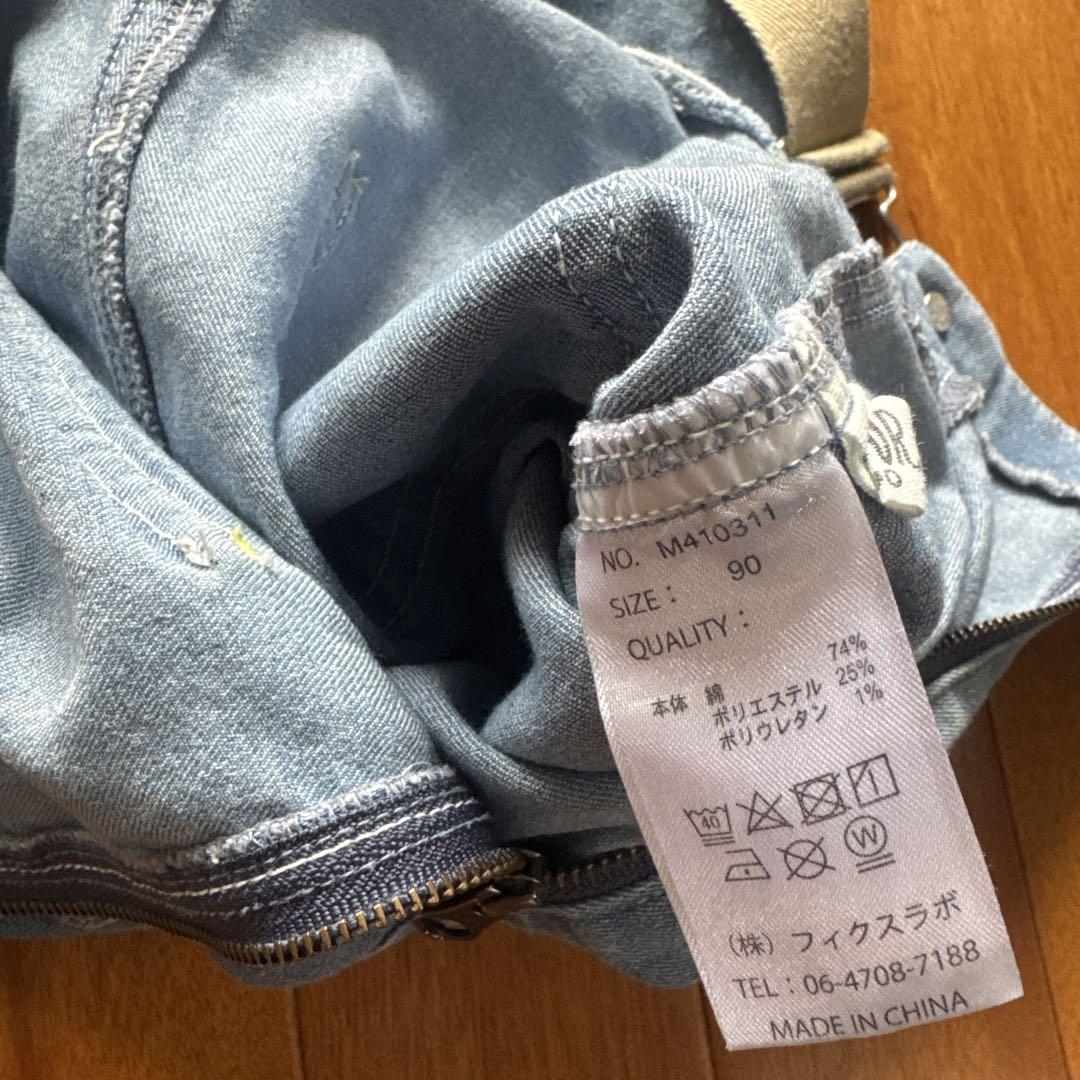 NO. M410311
SIZE : 90
QUALITY :
本体 綿 74%
ポリエステル 25%
ポリウレタン 1%
40
W
(株) フィクスラボ
TEL : 06-4708-7188
MADE IN CHINA